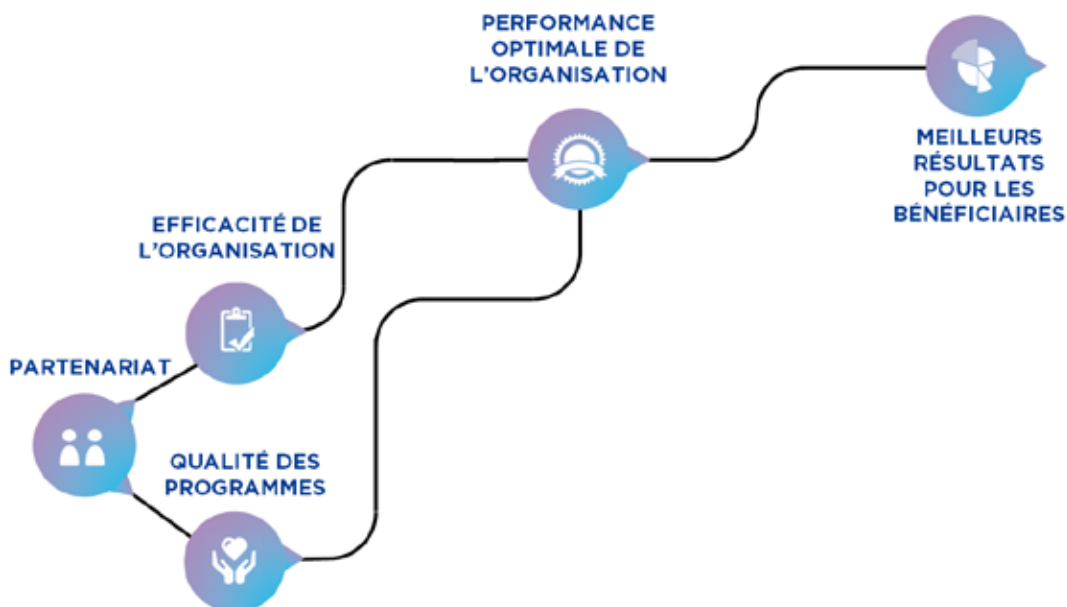 PERFORMANCE
OPTIMALE DE
L'ORGANISATION
MEILLEURS
RÉSULTATS
POUR LES
BÉNÉFICIAIRES
EFFICACITÉ DE
L'ORGANISATION
PARTENARIAT
QUALITÉ DES
PROGRAMMES